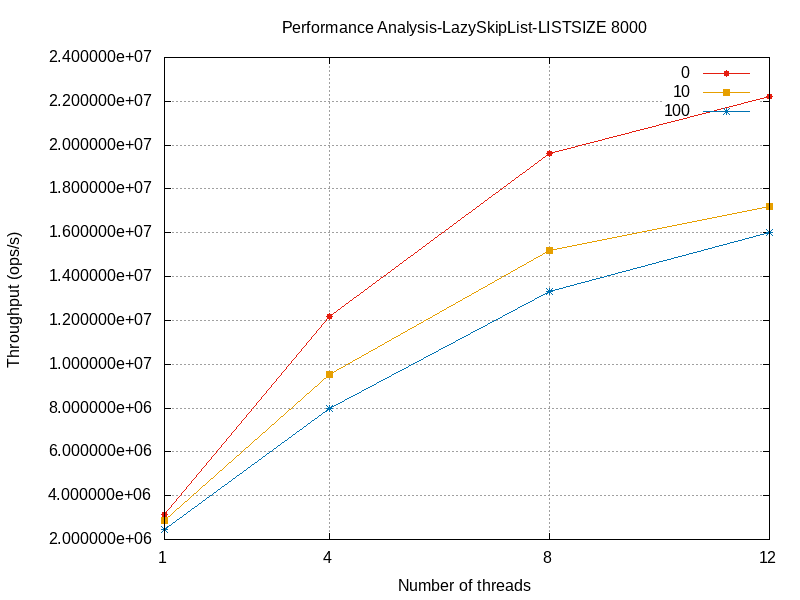 Performance Analysis-LazySkipList-LISTSIZE 8000
2.400000e+07
2.200000e+07
2.000000e+07
1.800000e+07
1.600000e+07
1.400000e+07
1.200000e+07
1.000000e+07
8.000000e+06
6.000000e+06
4.000000e+06
2.000000e+06
Throughput (ops/s)
0
10
100
1 4 8 12
Number of threads